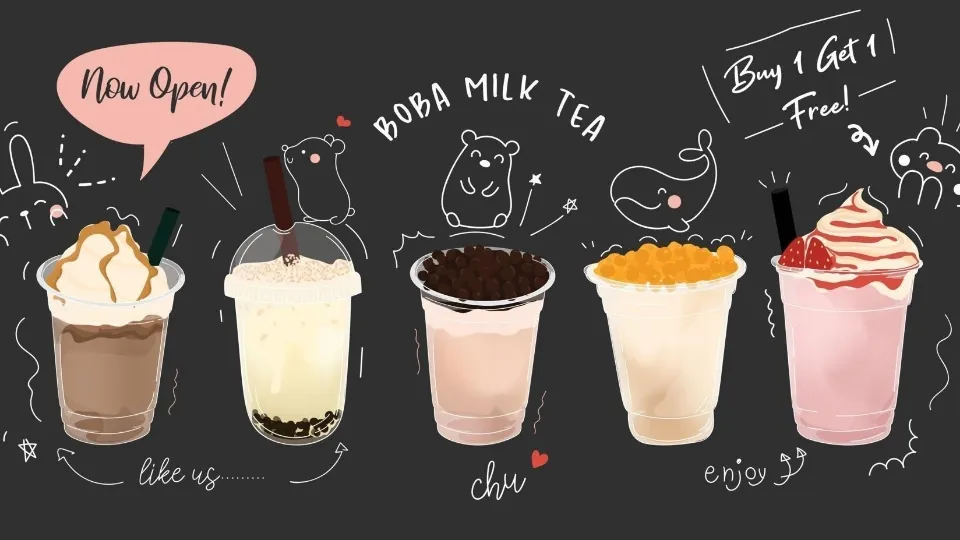 Now Open!
BOBA MILK TEA
Buy 1 Get 1
Free!
like us.........
chu
enjoy